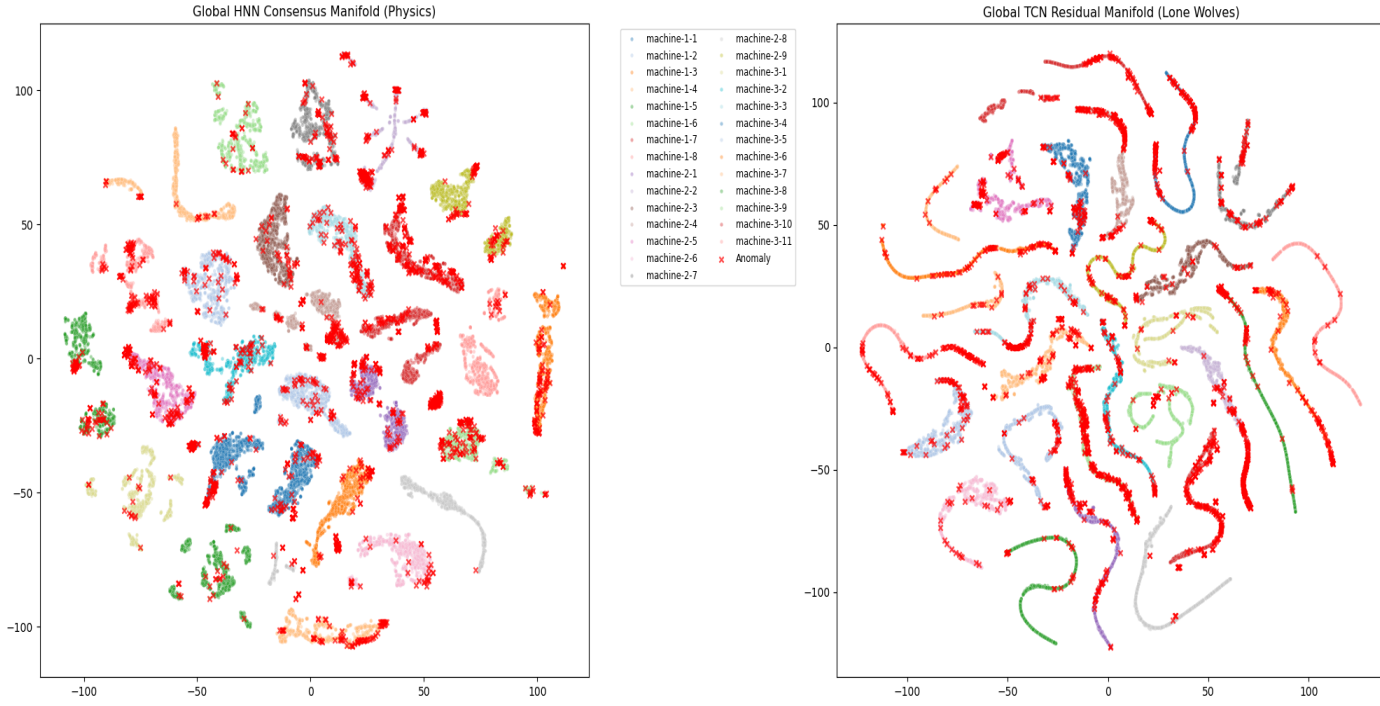 Global HNN Consensus Manifold (Physics)
100
50
0
−50
−100
−100
−50
0
50
100
machine-1-1
machine-1-2
machine-1-3
machine-1-4
machine-1-5
machine-1-6
machine-1-7
machine-1-8
machine-2-1
machine-2-2
machine-2-3
machine-2-4
machine-2-5
machine-2-6
machine-2-7
machine-2-8
machine-2-9
machine-3-1
machine-3-2
machine-3-3
machine-3-4
machine-3-5
machine-3-6
machine-3-7
machine-3-8
machine-3-9
machine-3-10
machine-3-11
Anomaly
Global TCN Residual Manifold (Lone Wolves)
100
50
0
−50
−100
−100
−50
0
50
100